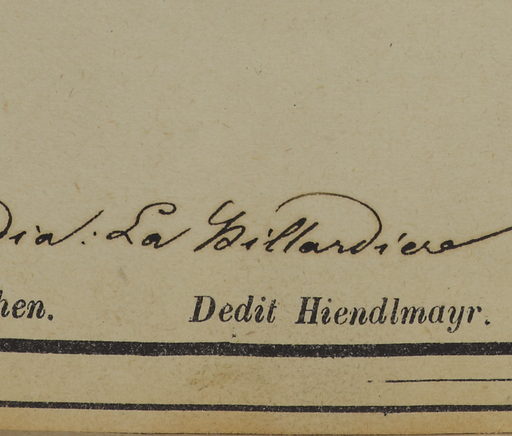 dia: La Billardiere
hen. Dedit Hiendlmayr.